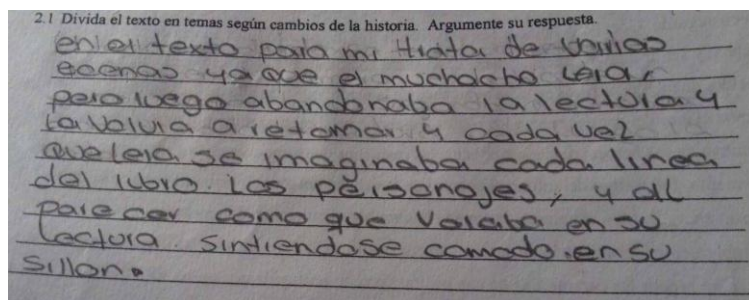 2.1 Divida el texto en temas según cambios de la historia. Argumente su respuesta.
en el texto para mi trata de varias
ecenas ya que el muchacho leia,
pero luego abandonaba la lectura y
la volvia a retomar y cada vez
que leia se imaginaba cada linea
del libro. Los personajes, y al
parecer como que volaba en su
lectura. Sintiendose comodo en su
sillon.